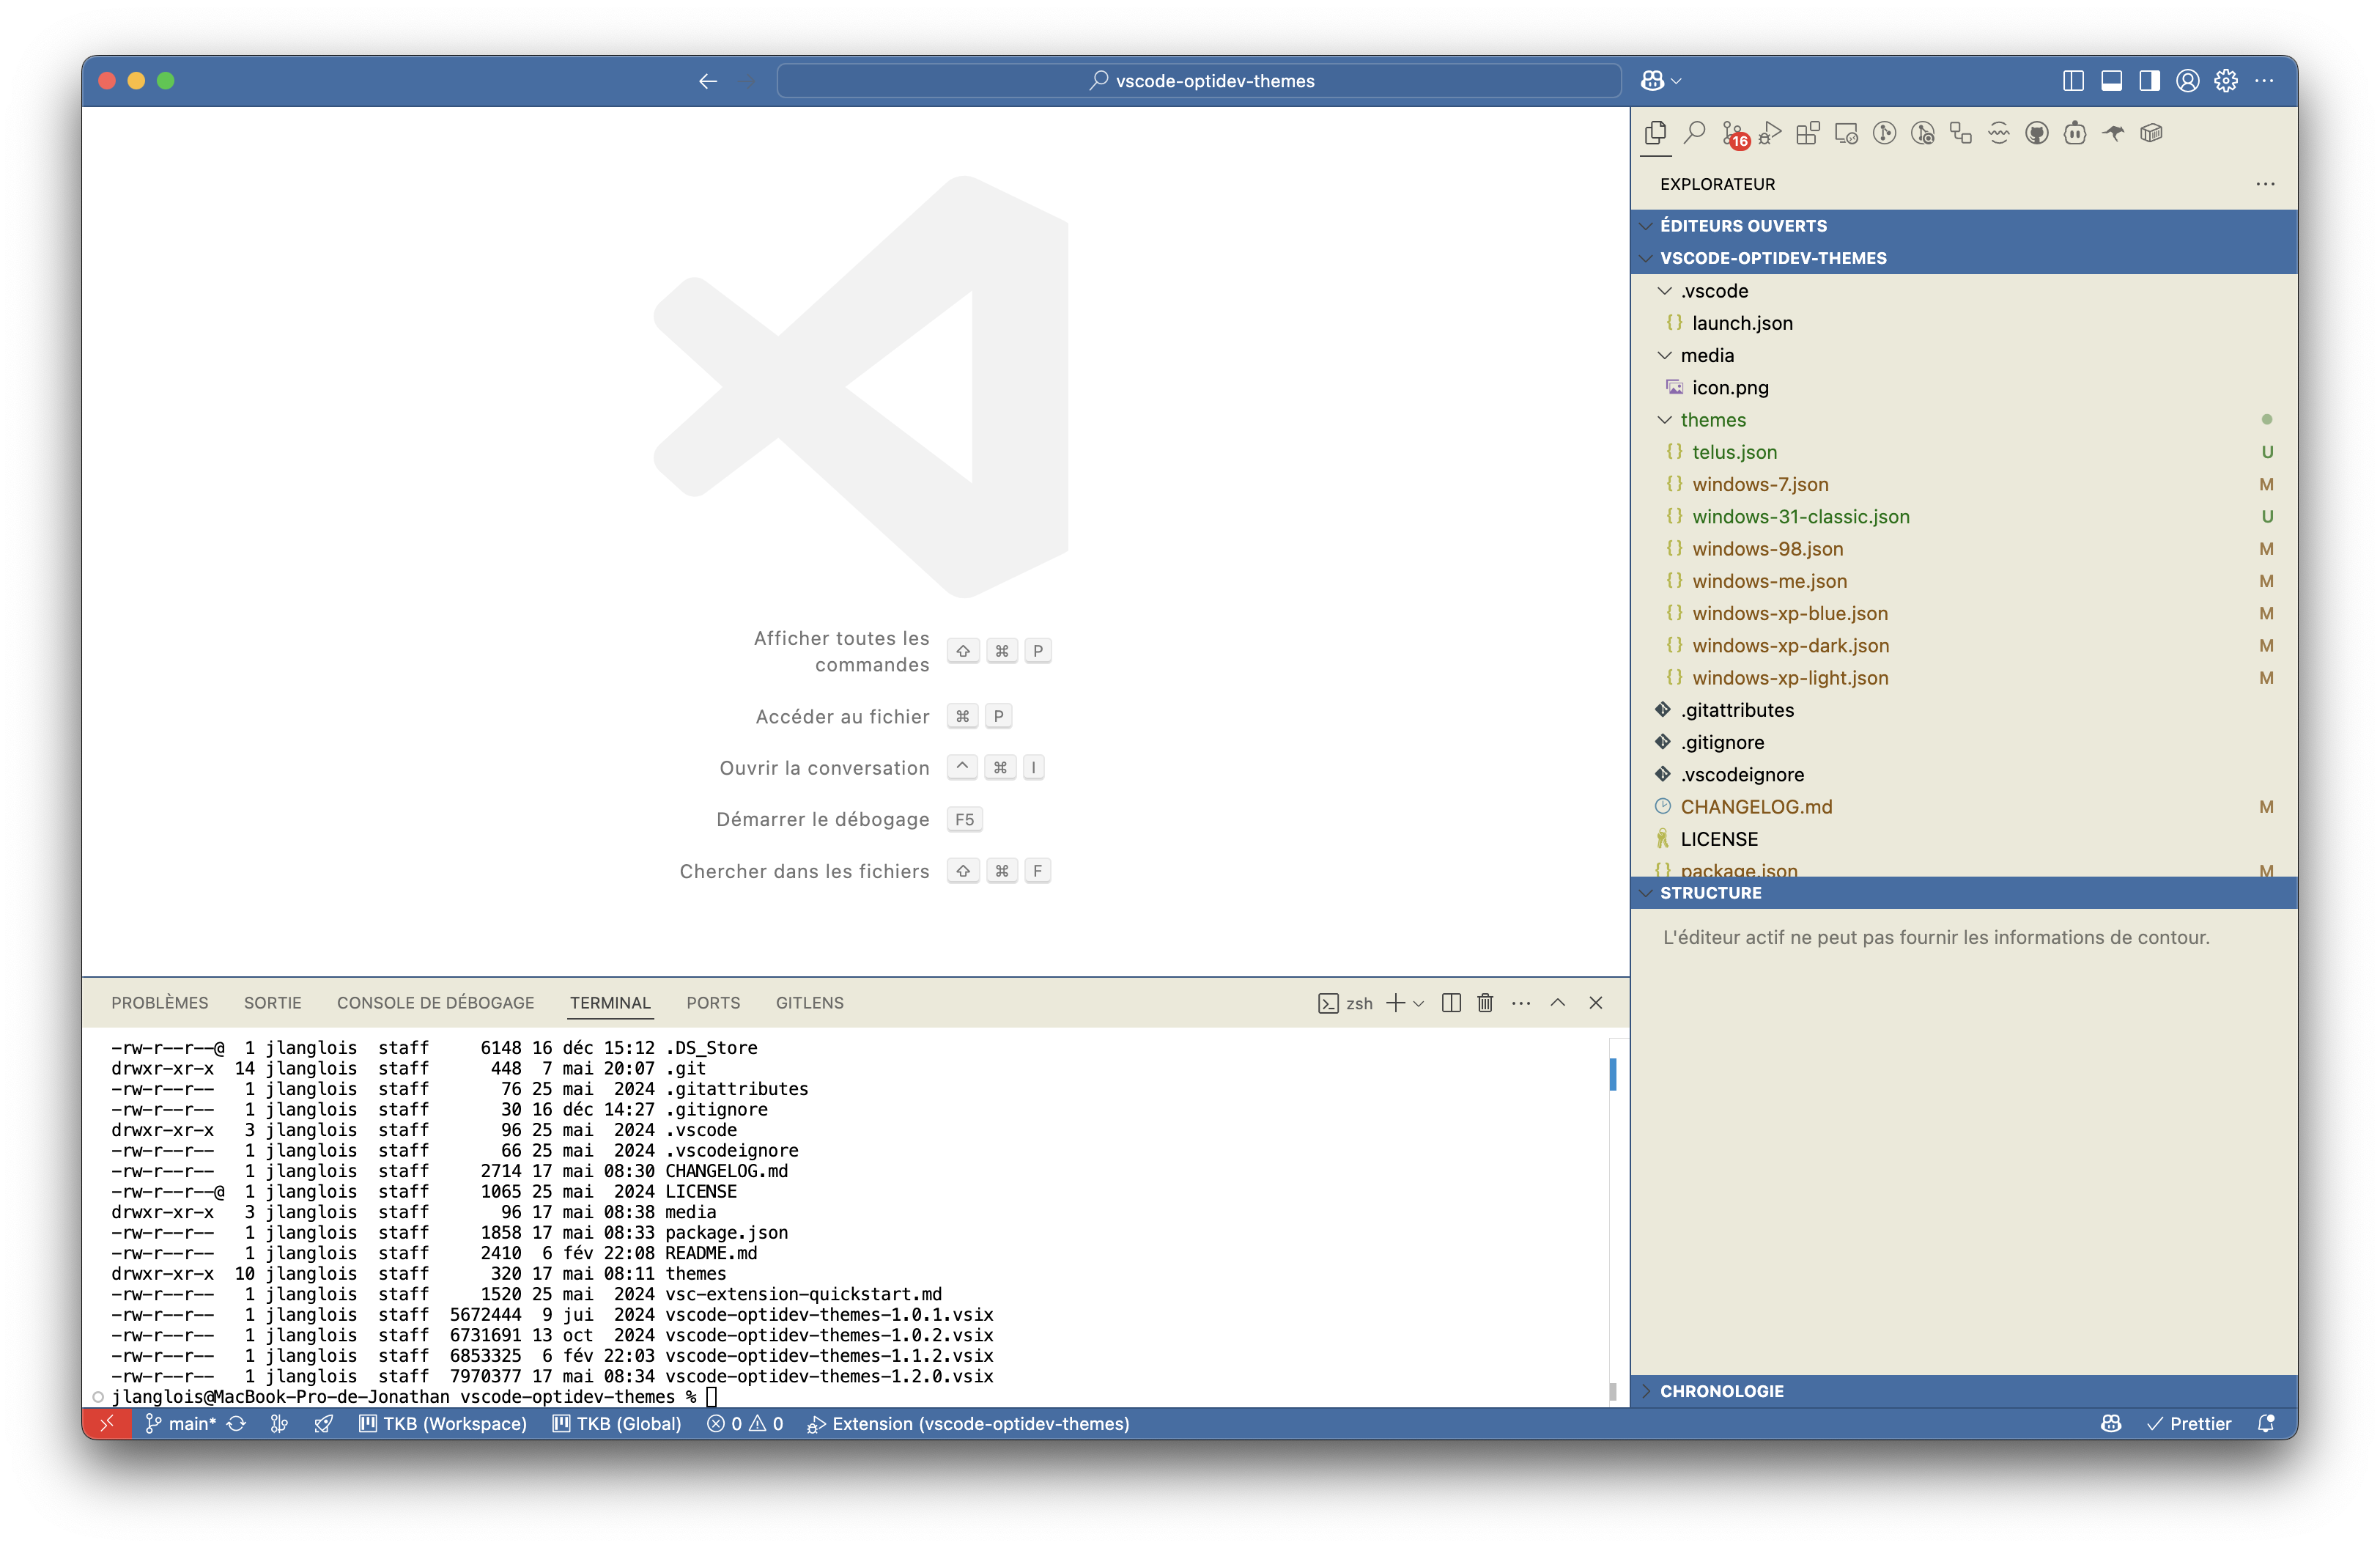 vscode-optidev-themes
16
EXPLORATEUR
ÉDITEURS OUVERTS
VSCODE-OPTIDEV-THEMES
.vscode
{} launch.json
media
icon.png
themes
{} telus.json U
{} windows-7.json M
{} windows-31-classic.json U
{} windows-98.json M
{} windows-me.json M
{} windows-xp-blue.json M
{} windows-xp-dark.json M
{} windows-xp-light.json M
.gitattributes
.gitignore
.vscodeignore
CHANGELOG.md M
LICENSE
{} package.json M
STRUCTURE
L'éditeur actif ne peut pas fournir les informations de contour.
CHRONOLOGIE
Afficher toutes les
commandes ⇧ ⌘ P
Accéder au fichier ⌘ P
Ouvrir la conversation ^ ⌘ I
Démarrer le débogage F5
Chercher dans les fichiers ⇧ ⌘ F
PROBLÈMES SORTIE CONSOLE DE DÉBOGAGE TERMINAL PORTS GITLENS zsh
-rw-r--r--@ 1 jlanglois staff 6148 16 déc 15:12 .DS_Store
drwxr-xr-x 14 jlanglois staff 448 7 mai 20:07 .git
-rw-r--r-- 1 jlanglois staff 76 25 mai 2024 .gitattributes
-rw-r--r-- 1 jlanglois staff 30 16 déc 14:27 .gitignore
drwxr-xr-x 3 jlanglois staff 96 25 mai 2024 .vscode
-rw-r--r-- 1 jlanglois staff 66 25 mai 2024 .vscodeignore
-rw-r--r-- 1 jlanglois staff 2714 17 mai 08:30 CHANGELOG.md
-rw-r--r--@ 1 jlanglois staff 1065 25 mai 2024 LICENSE
drwxr-xr-x 3 jlanglois staff 96 17 mai 08:38 media
-rw-r--r-- 1 jlanglois staff 1858 17 mai 08:33 package.json
-rw-r--r-- 1 jlanglois staff 2410 6 fév 22:08 README.md
drwxr-xr-x 10 jlanglois staff 320 17 mai 08:11 themes
-rw-r--r-- 1 jlanglois staff 1520 25 mai 2024 vsc-extension-quickstart.md
-rw-r--r-- 1 jlanglois staff 5672444 9 jui 2024 vscode-optidev-themes-1.0.1.vsix
-rw-r--r-- 1 jlanglois staff 6731691 13 oct 2024 vscode-optidev-themes-1.0.2.vsix
-rw-r--r-- 1 jlanglois staff 6853325 6 fév 22:03 vscode-optidev-themes-1.1.2.vsix
-rw-r--r-- 1 jlanglois staff 7970377 17 mai 08:34 vscode-optidev-themes-1.2.0.vsix
jlanglois@MacBook-Pro-de-Jonathan vscode-optidev-themes %
main* TKB (Workspace) TKB (Global) 0 0 Extension (vscode-optidev-themes) Prettier